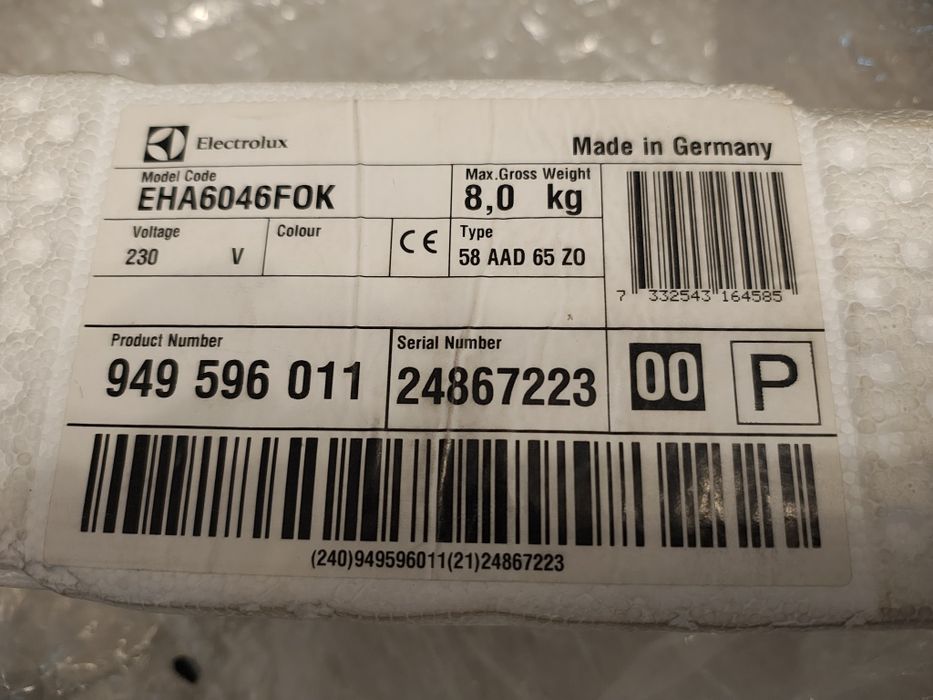 Electrolux
Made in Germany
Model Code
EHA6046FOK
Max.Gross Weight
8,0 kg
Voltage
230 V
Colour
CE
Type
58 AAD 65 ZO
7 332543 164585
Product Number
949 596 011
Serial Number
24867223
00
P
(240)949596011(21)24867223